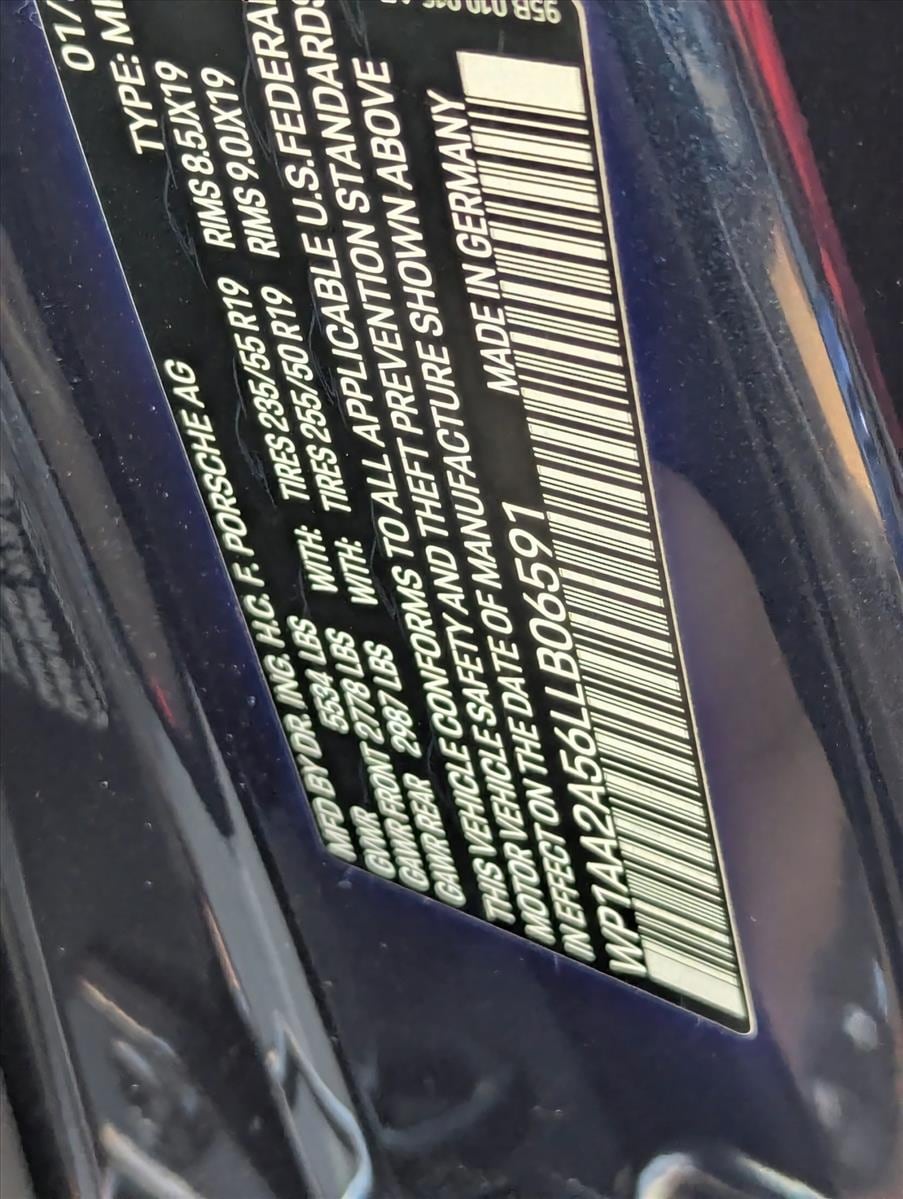 01/
MFD BY DR. ING. H.C. F. PORSCHE AG TYPE:
GVWR 5534 LBS
GAWR FRONT 2778 LBS WITH: TIRES 235/55 R19 RIMS 8.5JX19
GAWR REAR 2987 LBS WITH: TIRES 255/50 R19 RIMS 9.0JX19
THIS VEHICLE CONFORMS TO ALL APPLICABLE U.S. FEDERAL
MOTOR VEHICLE SAFETY AND THEFT PREVENTION STANDARDS
IN EFFECT ON THE DATE OF MANUFACTURE SHOWN ABOVE
WP1AA2A56LLB06591 MADE IN GERMANY
95B 010